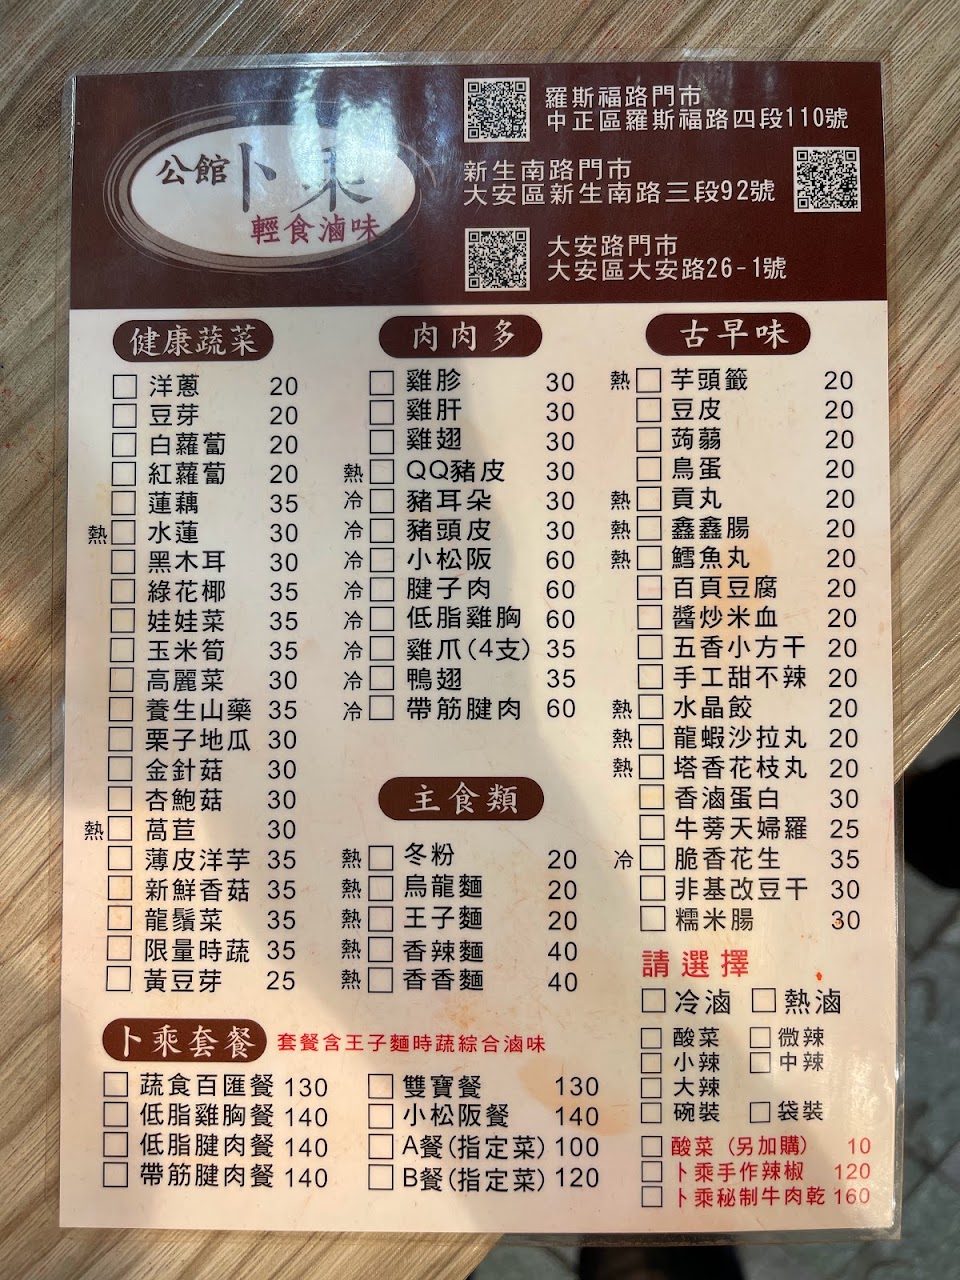 公館卜乘
輕食滷味
羅斯福路門市
中正區羅斯福路四段110號
新生南路門市
大安區新生南路三段92號
大安路門市
大安區大安路26-1號
健康蔬菜
洋蔥 20
豆芽 20
白蘿蔔 20
紅蘿蔔 20
蓮藕 35
熱 水蓮 30
黑木耳 30
綠花椰 35
娃娃菜 35
玉米筍 35
高麗菜 30
養生山藥 35
栗子地瓜 30
金針菇 30
杏鮑菇 30
熱 萵苣 30
薄皮洋芋 35
新鮮香菇 35
龍鬚菜 35
限量時蔬 35
黃豆芽 25
肉肉多
雞胗 30
雞肝 30
雞翅 30
熱 QQ豬皮 30
冷 豬耳朵 30
冷 豬頭皮 30
冷 小松阪 60
冷 腱子肉 60
冷 低脂雞胸 60
冷 雞爪(4支) 35
冷 鴨翅 35
冷 帶筋腱肉 60
主食類
熱 冬粉 20
熱 烏龍麵 20
熱 王子麵 20
熱 香辣麵 40
熱 香香麵 40
古早味
熱 芋頭籤 20
豆皮 20
蒟蒻 20
鳥蛋 20
熱 貢丸 20
熱 鑫鑫腸 20
熱 鱈魚丸 20
百頁豆腐 20
醬炒米血 20
五香小方干 20
手工甜不辣 20
熱 水晶餃 20
熱 龍蝦沙拉丸 20
熱 塔香花枝丸 20
香滷蛋白 30
牛蒡天婦羅 25
冷 脆香花生 35
非基改豆干 30
糯米腸 30
請選擇
冷滷 熱滷
酸菜 微辣
小辣 中辣
大辣
碗裝 袋裝
酸菜(另加購) 10
卜乘手作辣椒 120
卜乘秘制牛肉乾 160
卜乘套餐 套餐含王子麵時蔬綜合滷味
蔬食百匯餐 130
低脂雞胸餐 140
低脂腱肉餐 140
帶筋腱肉餐 140
雙寶餐 130
小松阪餐 140
A餐(指定菜) 100
B餐(指定菜) 120